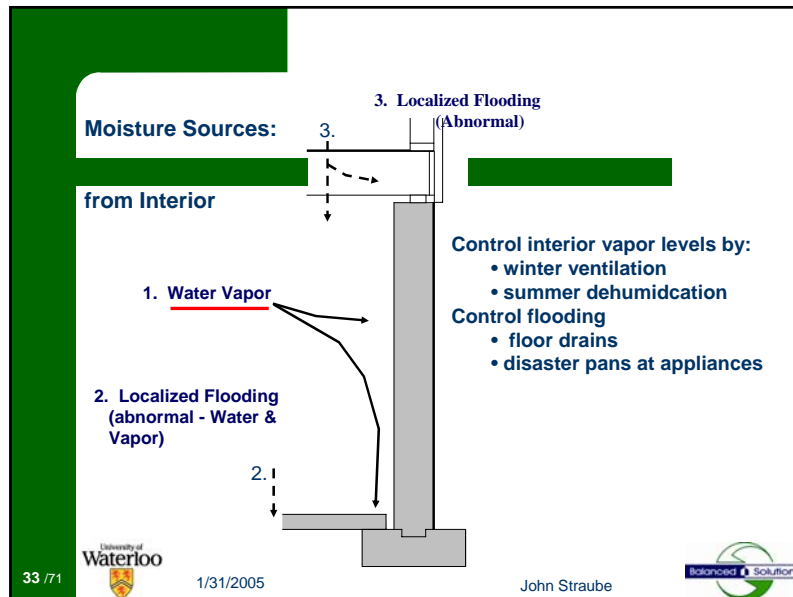 3. Localized Flooding
(Abnormal)
Moisture Sources:
3.
from Interior
Control interior vapor levels by:
• winter ventilation
• summer dehumidcation
Control flooding
• floor drains
• disaster pans at appliances
1. Water Vapor
2. Localized Flooding
(abnormal - Water &
Vapor)
2.
33 /71
University of
Waterloo
1/31/2005
John Straube
Balanced Solution